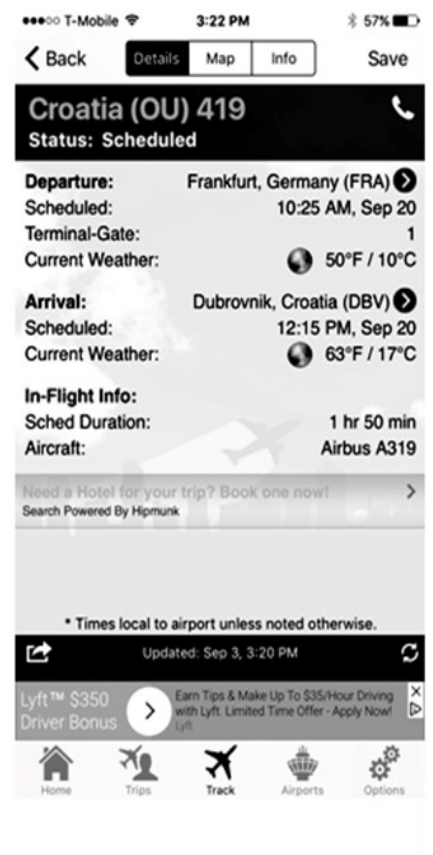 T-Mobile 3:22 PM 57%
Back Details Map Info Save
Croatia (OU) 419
Status: Scheduled
Departure: Frankfurt, Germany (FRA)
Scheduled: 10:25 AM, Sep 20
Terminal-Gate: 1
Current Weather: 50°F / 10°C
Arrival: Dubrovnik, Croatia (DBV)
Scheduled: 12:15 PM, Sep 20
Current Weather: 63°F / 17°C
In-Flight Info:
Sched Duration: 1 hr 50 min
Aircraft: Airbus A319
Need a Hotel for your trip? Book one now!
Search Powered By Hipmunk
* Times local to airport unless noted otherwise.
Updated: Sep 3, 3:20 PM
Lyft™ $350
Driver Bonus
Earn Tips & Make Up To $35/Hour Driving
with Lyft. Limited Time Offer - Apply Now!
Lyft
Home Trips Track Airports Options